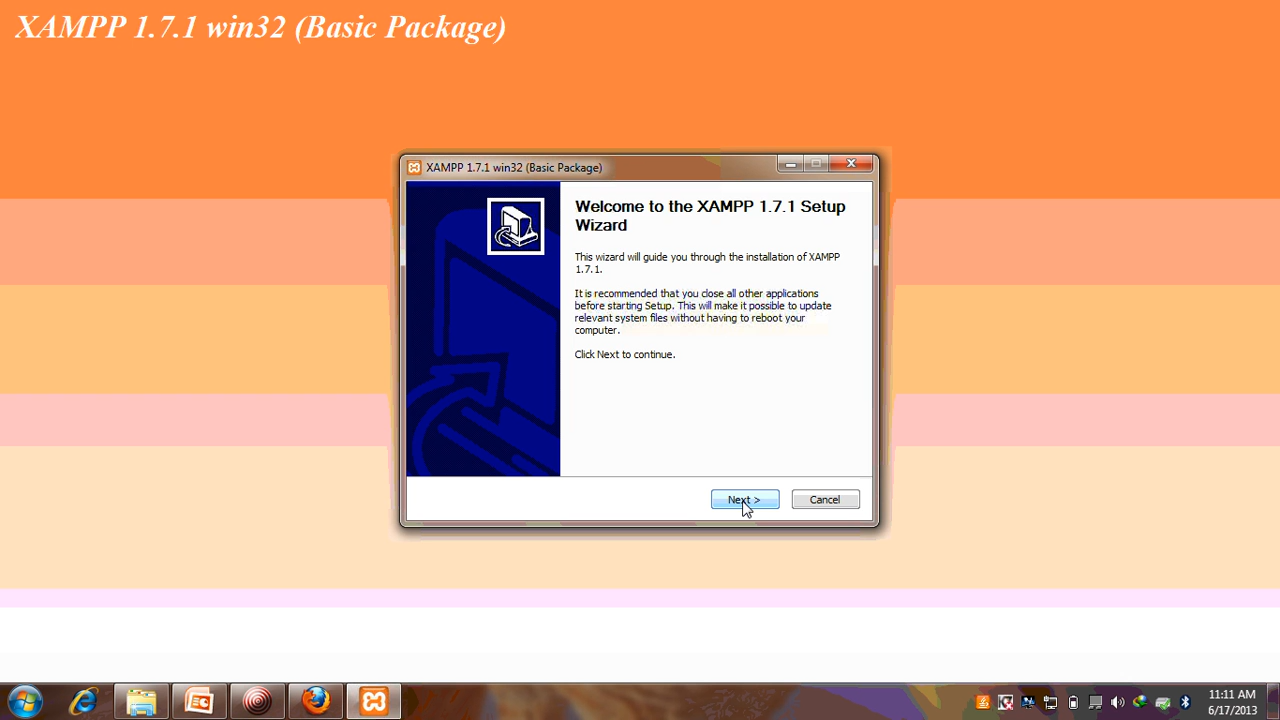 XAMPP 1.7.1 win32 (Basic Package)
XAMPP 1.7.1 win32 (Basic Package)
Welcome to the XAMPP 1.7.1 Setup
Wizard
This wizard will guide you through the installation of XAMPP
1.7.1.
It is recommended that you close all other applications
before starting Setup. This will make it possible to update
relevant system files without having to reboot your
computer.
Click Next to continue.
Next >
Cancel
11:11 AM
6/17/2013